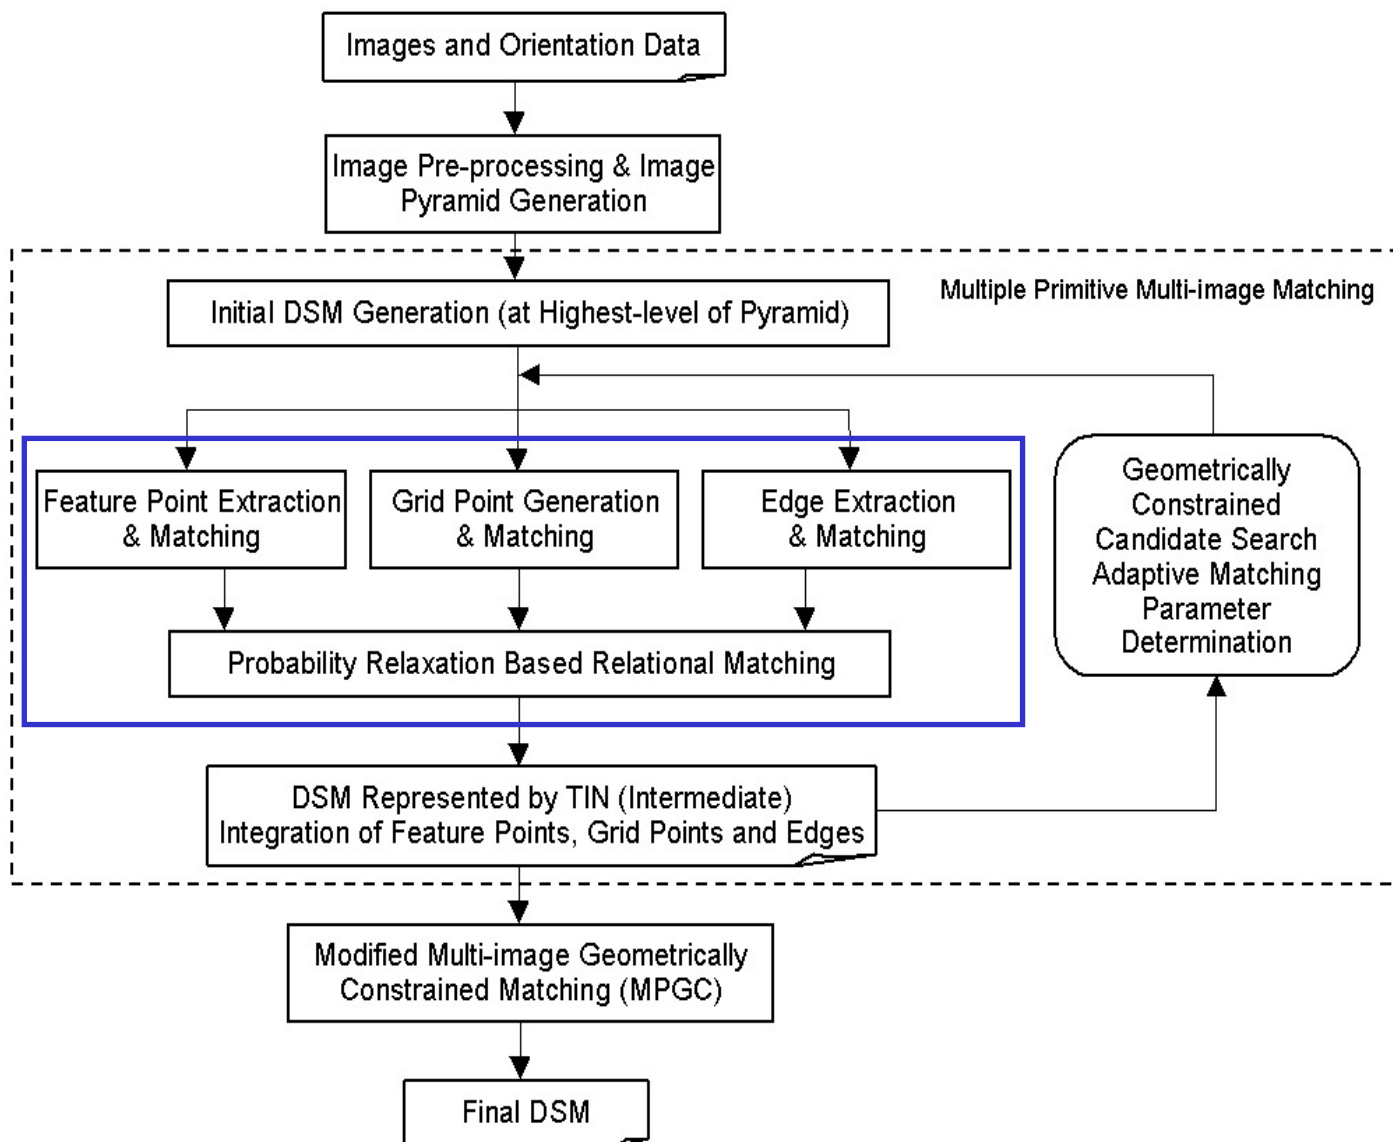 Images and Orientation Data
Image Pre-processing & Image
Pyramid Generation
Multiple Primitive Multi-image Matching
Initial DSM Generation (at Highest-level of Pyramid)
Feature Point Extraction
& Matching
Grid Point Generation
& Matching
Edge Extraction
& Matching
Geometrically
Constrained
Candidate Search
Adaptive Matching
Parameter
Determination
Probability Relaxation Based Relational Matching
DSM Represented by TIN (Intermediate)
Integration of Feature Points, Grid Points and Edges
Modified Multi-image Geometrically
Constrained Matching (MPGC)
Final DSM